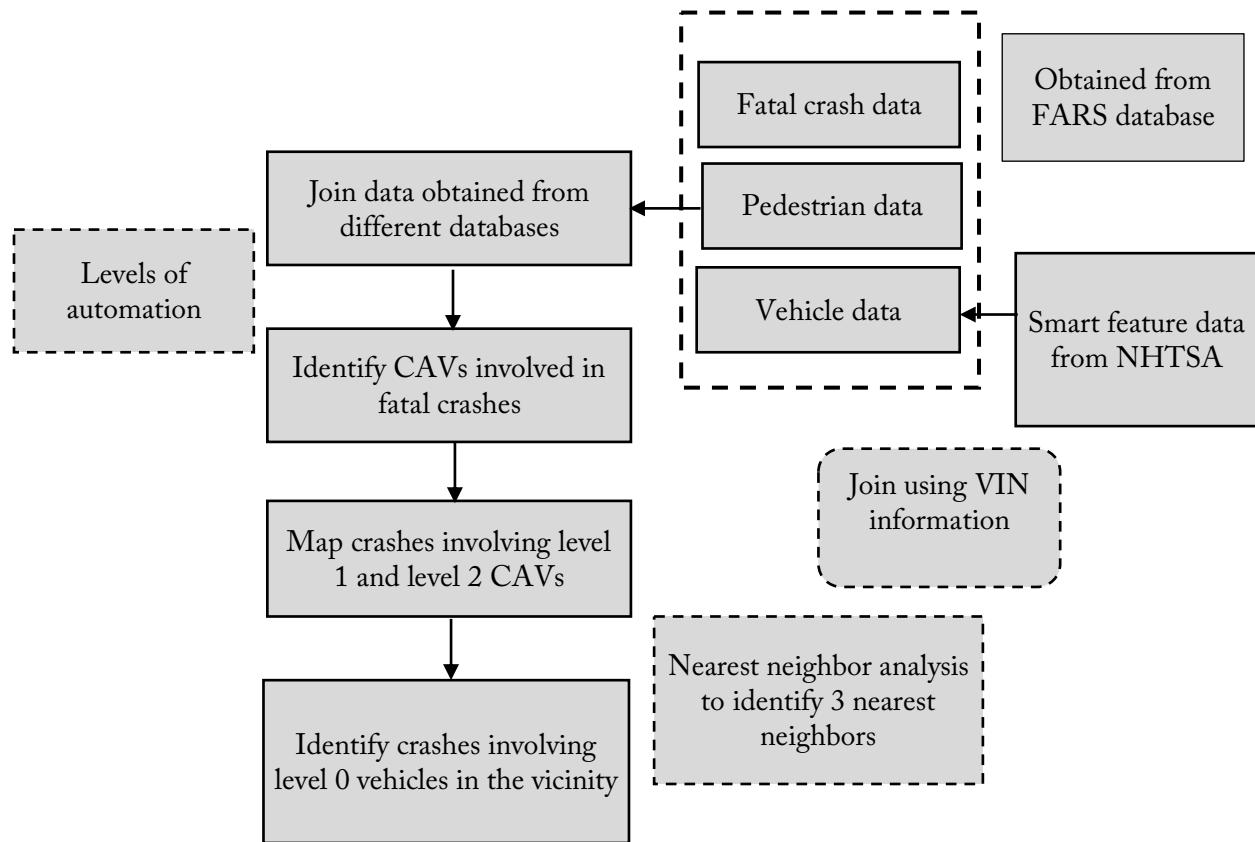 Fatal crash data
Obtained from
FARS database
Join data obtained from
different databases
Pedestrian data
Levels of
automation
Vehicle data
Smart feature data
from NHTSA
Identify CAVs involved in
fatal crashes
Join using VIN
information
Map crashes involving level
1 and level 2 CAVs
Nearest neighbor analysis
to identify 3 nearest
neighbors
Identify crashes involving
level 0 vehicles in the vicinity